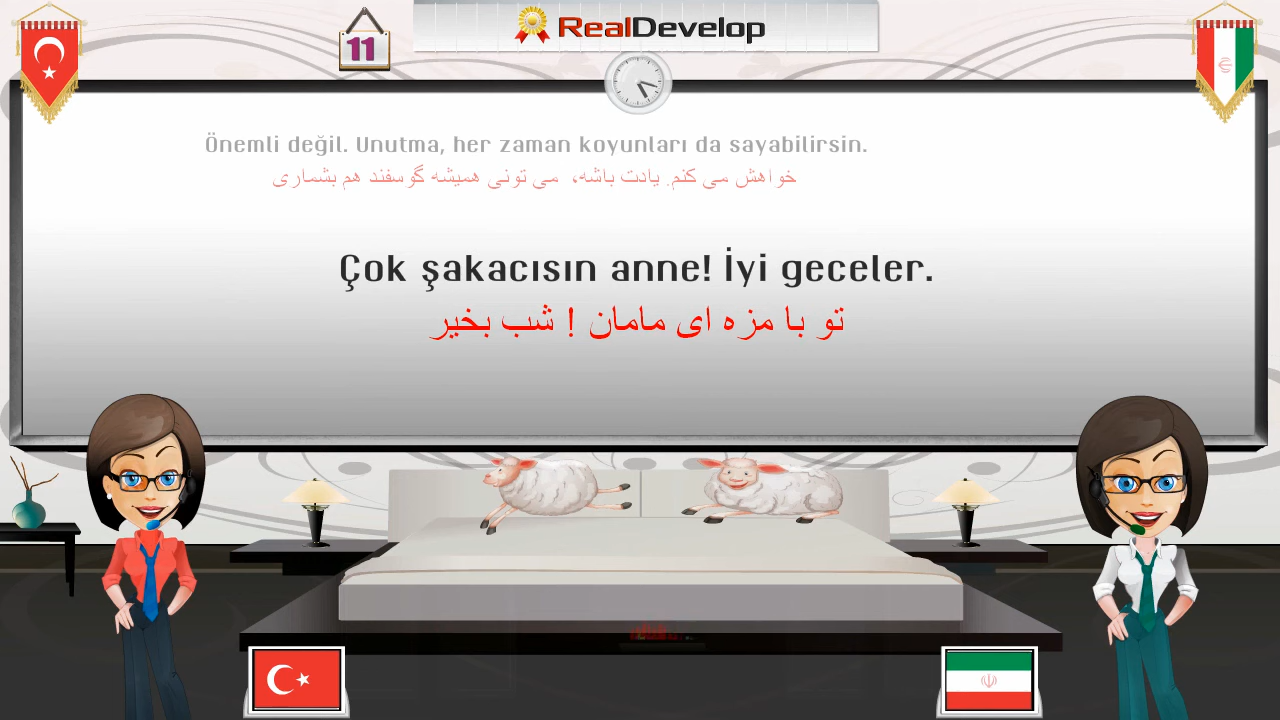 RealDevelop
11
Önemli değil. Unutma, her zaman koyunları da sayabilirsin.
خواهش می کنم. یادت باشه، می تونی همیشه گوسفند هم بشماری
Çok şakacısın anne! İyi geceler.
تو با مزه ای مامان ! شب بخیر